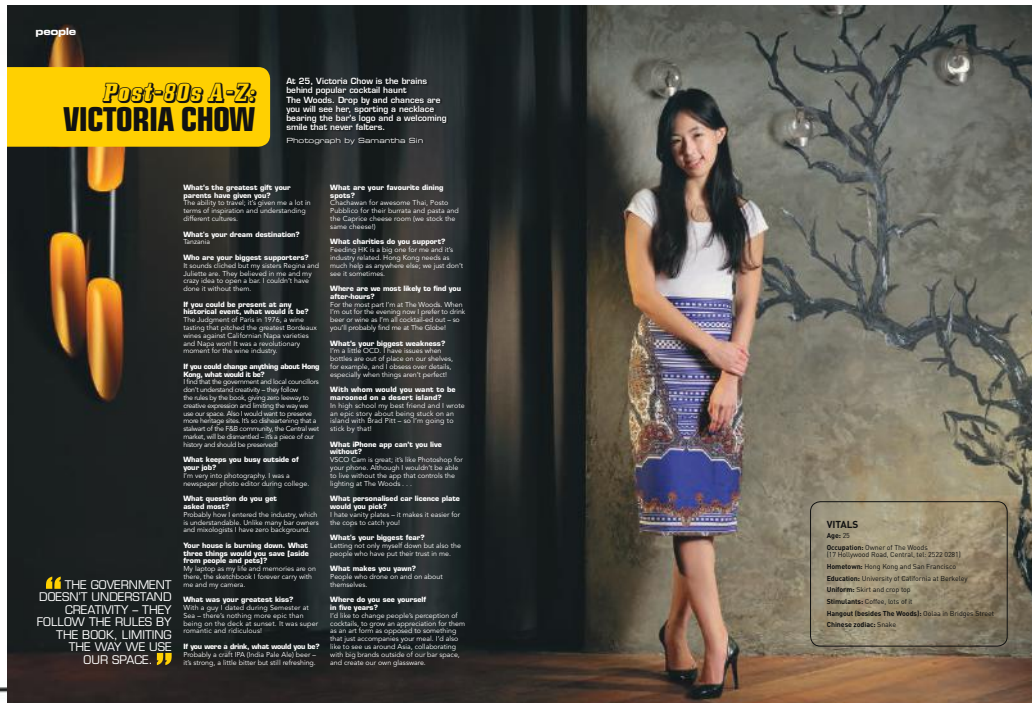 people
Post-80s A-Z:
VICTORIA CHOW
At 25, Victoria Chow is the brains
behind popular cocktail haunt
The Woods. Drop by and chances are
you will see her, sporting a necklace
bearing the bar's logo and a welcoming
smile that never falters.
Photograph by Samantha Sin
What's the greatest gift your
parents have given you?
The ability to travel; it's given me a lot in
terms of inspiration and understanding
different cultures.
What's your dream destination?
Tanzania
Who are your biggest supporters?
It sounds cliched but my sisters Regina and
Juliette are. They believed in me and my
crazy idea to open a bar. I couldn't have
done it without them.
If you could be present at any
historical event, what would it be?
The Judgment of Paris in 1976, a wine
tasting that pitched the greatest Bordeaux
wines against Californian Napa varieties
and Napa won! It was a revolutionary
moment for the wine industry.
If you could change anything about Hong
Kong, what would it be?
I find that the government and local councillors
don't understand creativity – they follow
the rules by the book, giving zero leeway to
creative expression and limiting the way we
use our space. Also I would want to preserve
more heritage sites. It's so disheartening that a
stalwart of the F&B community, the Central wet
market, will be dismantled – it's a piece of our
history and should be preserved!
What keeps you busy outside of
your job?
I'm very into photography. I was a
newspaper photo editor during college.
What question do you get
asked most?
Probably how I entered the industry, which
is understandable. Unlike many bar owners
and mixologists I have zero background.
Your house is burning down. What
three things would you save [aside
from people and pets]?
My laptop as my life and memories are on
there, the sketchbook I forever carry with
me and my camera.
What was your greatest kiss?
With a guy I dated during Semester at
Sea – there's nothing more epic than
being on the deck at sunset. It was super
romantic and ridiculous!
If you were a drink, what would you be?
Probably a craft IPA (India Pale Ale) beer –
it's strong, a little bitter but still refreshing.
What are your favourite dining
spots?
Chachawan for awesome Thai, Posto
Pubblico for their burrata and pasta and
the Caprice cheese room (we stock the
same cheese!)
What charities do you support?
Feeding HK is a big one for me and it's
industry related. Hong Kong needs as
much help as anywhere else; we just don't
see it sometimes.
Where are we most likely to find you
after-hours?
For the most part I'm at The Woods. When
I'm out for the evening now I prefer to drink
beer or wine as I'm all cocktail-ed out – so
you'll probably find me at The Globe!
What's your biggest weakness?
I'm a little OCD. I have issues when
bottles are out of place on our shelves,
for example, and I obsess over details,
especially when things aren't perfect!
With whom would you want to be
marooned on a desert island?
In high school my best friend and I wrote
an epic story about being stuck on an
island with Brad Pitt – so I'm going to
stick by that!
What iPhone app can't you live
without?
VSCO Cam is great; it's like Photoshop for
your phone. Although I wouldn't be able
to live without the app that controls the
lighting at The Woods . . .
What personalised car licence plate
would you pick?
I hate vanity plates – it makes it easier for
the cops to catch you!
What's your biggest fear?
Letting not only myself down but also the
people who have put their trust in me.
What makes you yawn?
People who drone on and on about
themselves.
Where do you see yourself
in five years?
I'd like to change people's perception of
cocktails, to grow an appreciation for them
as an art form as opposed to something
that just accompanies your meal. I'd also
like to see us around Asia, collaborating
with big brands outside of our bar space,
and create our own glassware.
“ THE GOVERNMENT
DOESN'T UNDERSTAND
CREATIVITY – THEY
FOLLOW THE RULES BY
THE BOOK, LIMITING
THE WAY WE USE
OUR SPACE. ”
VITALS
Age: 25
Occupation: Owner of The Woods
(17 Hollywood Road, Central, tel: 2522 0281)
Hometown: Hong Kong and San Francisco
Education: University of California at Berkeley
Uniform: Skirt and crop top
Stimulants: Coffee, lots of it
Hangout (besides The Woods): Oolaa in Bridges Street
Chinese zodiac: Snake